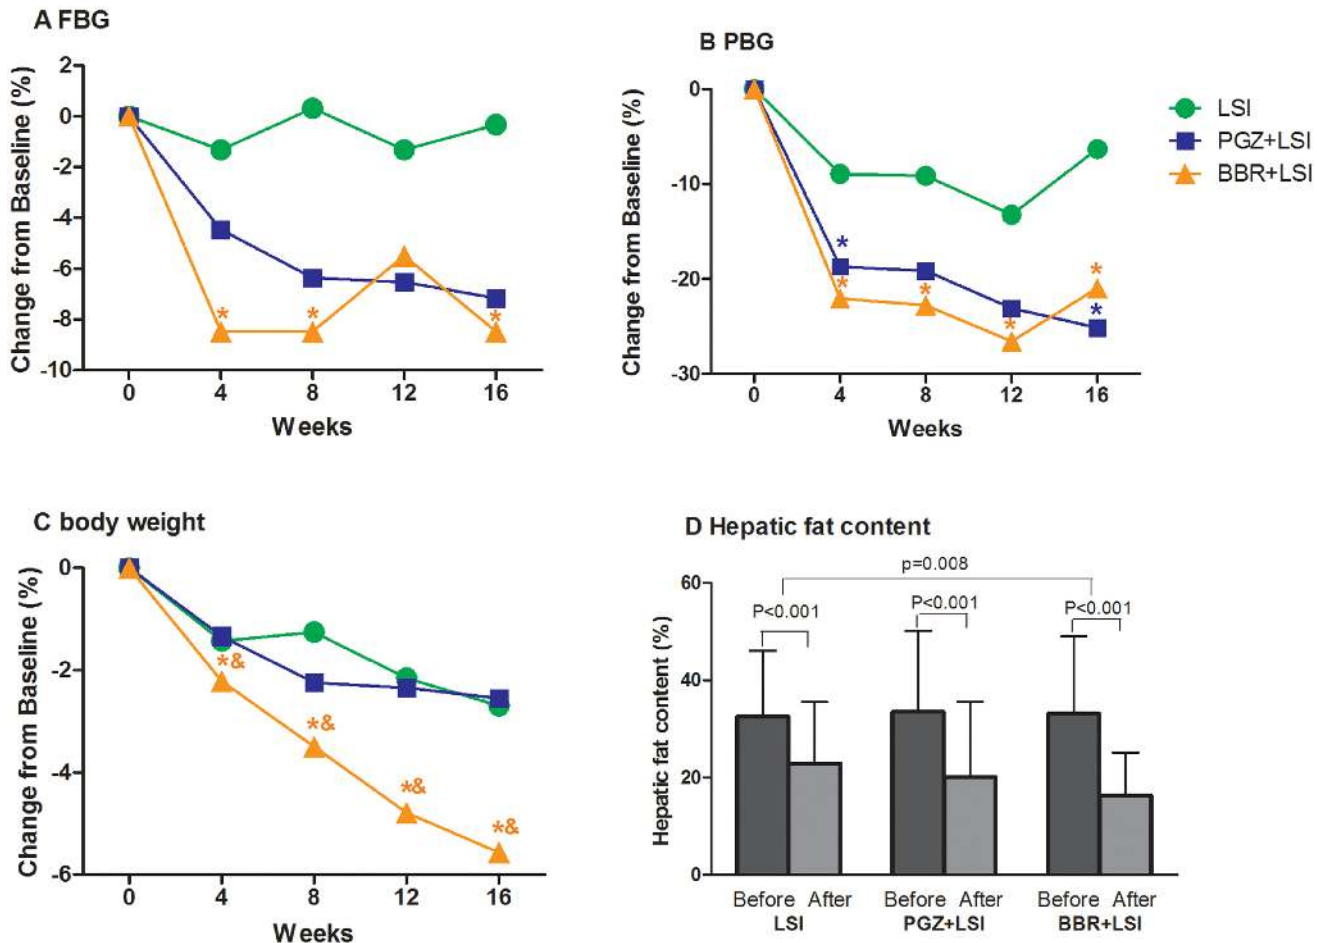 A FBG
Change from Baseline (%)
2
0
-2
-4
-6
-8
-10
* * *
0 4 8 12 16
Weeks
B PBG
Change from Baseline (%)
0
-10
-20
-30
* *
* * * *
0 4 8 12 16
Weeks
LSI
PGZ+LSI
BBR+LSI
C body weight
Change from Baseline (%)
0
-2
-4
-6
*&
*&
*&
*&
0 4 8 12 16
Weeks
D Hepatic fat content
Hepatic fat content (%)
60
40
20
0
p=0.008
P<0.001 P<0.001 P<0.001
Before After Before After Before After
LSI PGZ+LSI BBR+LSI